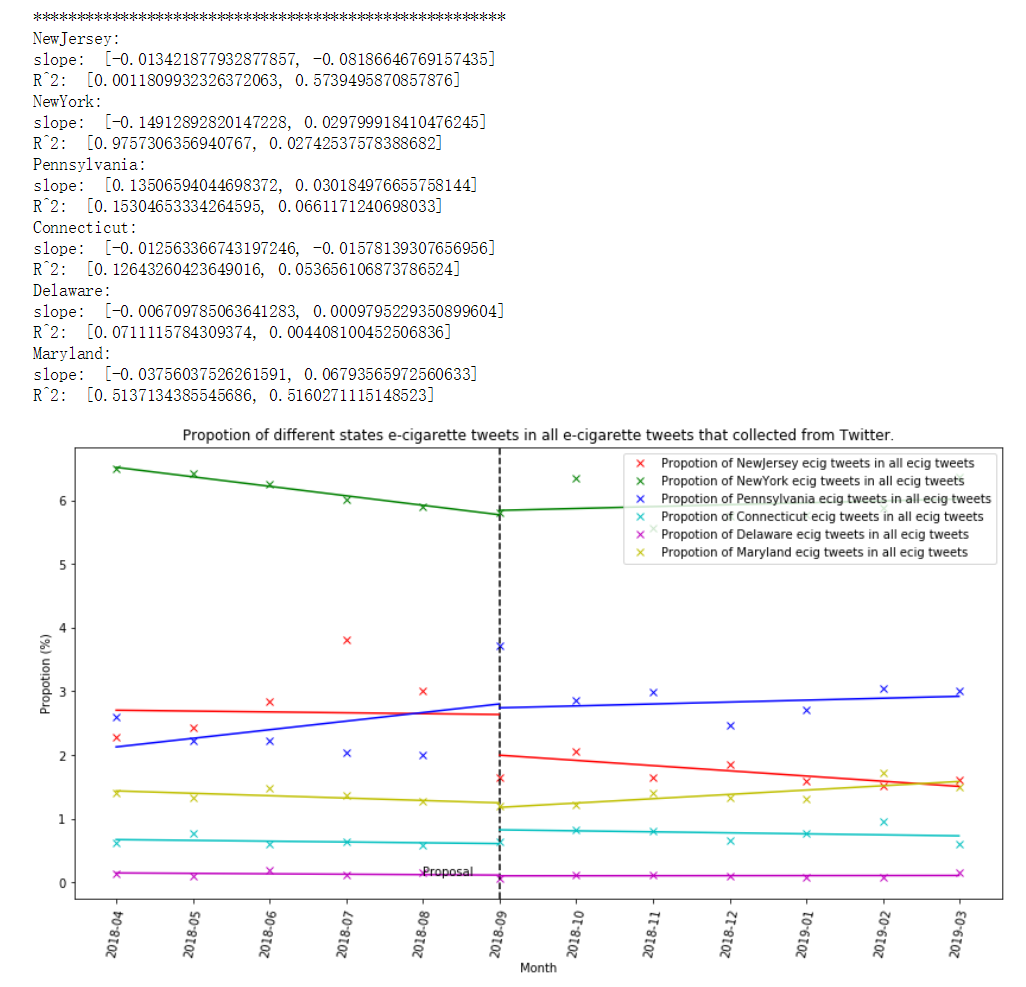 ******************************************************
NewJersey:
slope:  [-0.013421877932877857, -0.08186646769157435]
R^2:  [0.0011809932326372063, 0.5739495870857876]
NewYork:
slope:  [-0.14912892820147228, 0.029799918410476245]
R^2:  [0.9757306356940767, 0.02742537578388682]
Pennsylvania:
slope:  [0.13506594044698372, 0.030184976655758144]
R^2:  [0.15304653334264595, 0.0661171240698033]
Connecticut:
slope:  [-0.012563366743197246, -0.01578139307656956]
R^2:  [0.12643260423649016, 0.053656106873786524]
Delaware:
slope:  [-0.006709785063641283, 0.0009795229350899604]
R^2:  [0.0711115784309374, 0.004408100452506836]
Maryland:
slope:  [-0.03756037526261591, 0.06793565972560633]
R^2:  [0.5137134385545686, 0.5160271115148523]
Propotion of different states e-cigarette tweets in all e-cigarette tweets that collected from Twitter.
Propotion of NewJersey ecig tweets in all ecig tweets
Propotion of NewYork ecig tweets in all ecig tweets
Propotion of Pennsylvania ecig tweets in all ecig tweets
Propotion of Connecticut ecig tweets in all ecig tweets
Propotion of Delaware ecig tweets in all ecig tweets
Propotion of Maryland ecig tweets in all ecig tweets
Propotion (%)
6
5
4
3
2
1
0
Proposal
2018-04
2018-05
2018-06
2018-07
2018-08
2018-09
2018-10
2018-11
2018-12
2019-01
2019-02
2019-03
Month